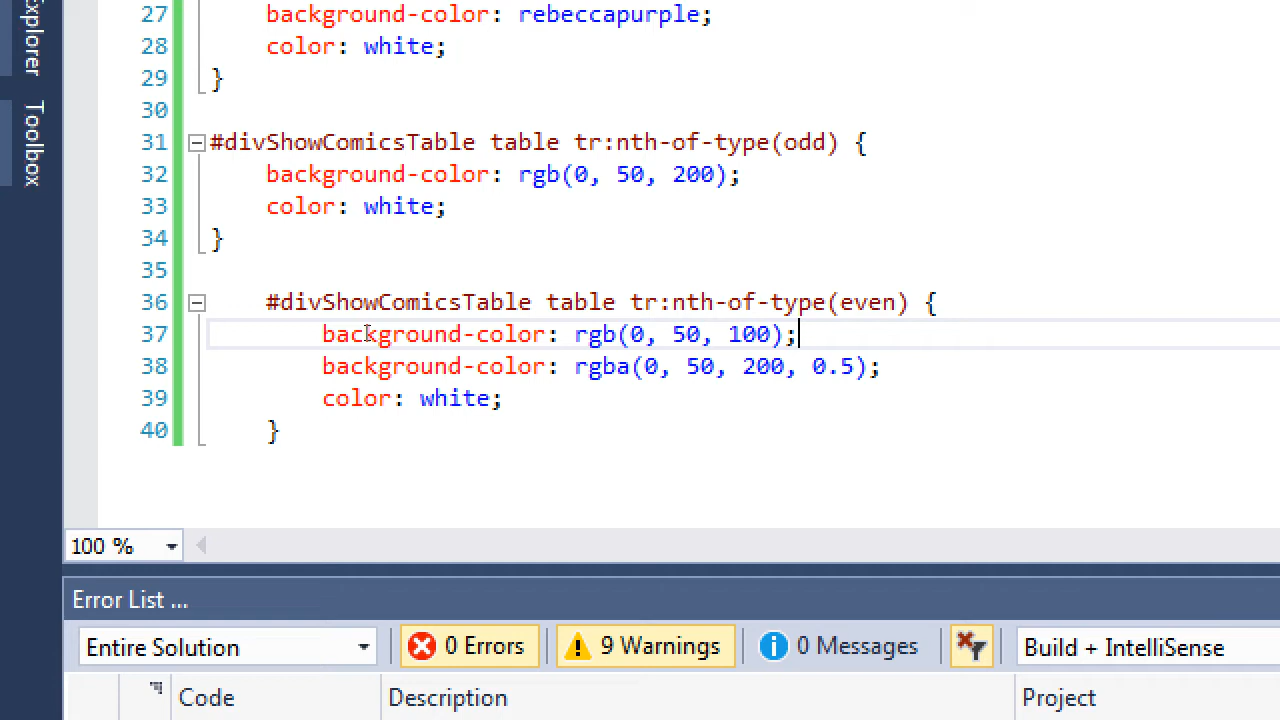 Explorer
Toolbox
27 background-color: rebeccapurple;
28 color: white;
29 }
30
31 #divShowComicsTable table tr:nth-of-type(odd) {
32 background-color: rgb(0, 50, 200);
33 color: white;
34 }
35
36 #divShowComicsTable table tr:nth-of-type(even) {
37 background-color: rgb(0, 50, 100);
38 background-color: rgba(0, 50, 200, 0.5);
39 color: white;
40 }
100 %
Error List ...
Entire Solution 0 Errors 9 Warnings 0 Messages Build + IntelliSense
Code Description Project